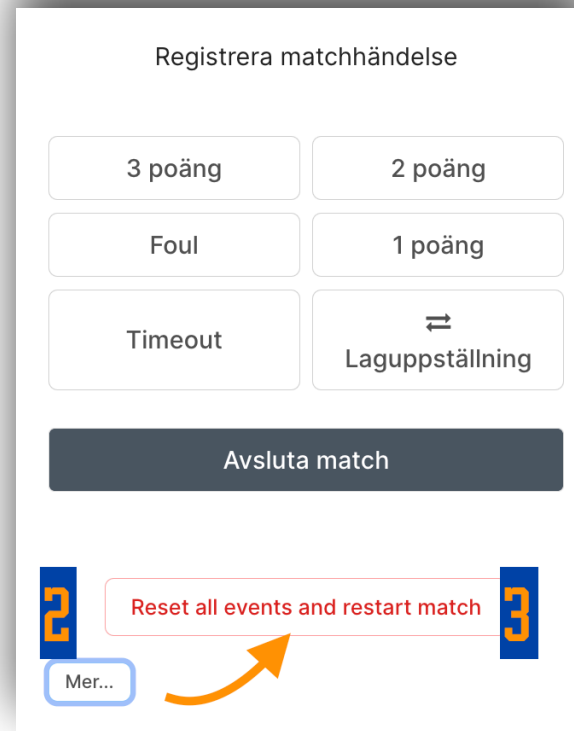 Registrera matchhändelse
3 poäng
2 poäng
Foul
1 poäng
Timeout
Laguppställning
Avsluta match
2
Reset all events and restart match
3
Mer...